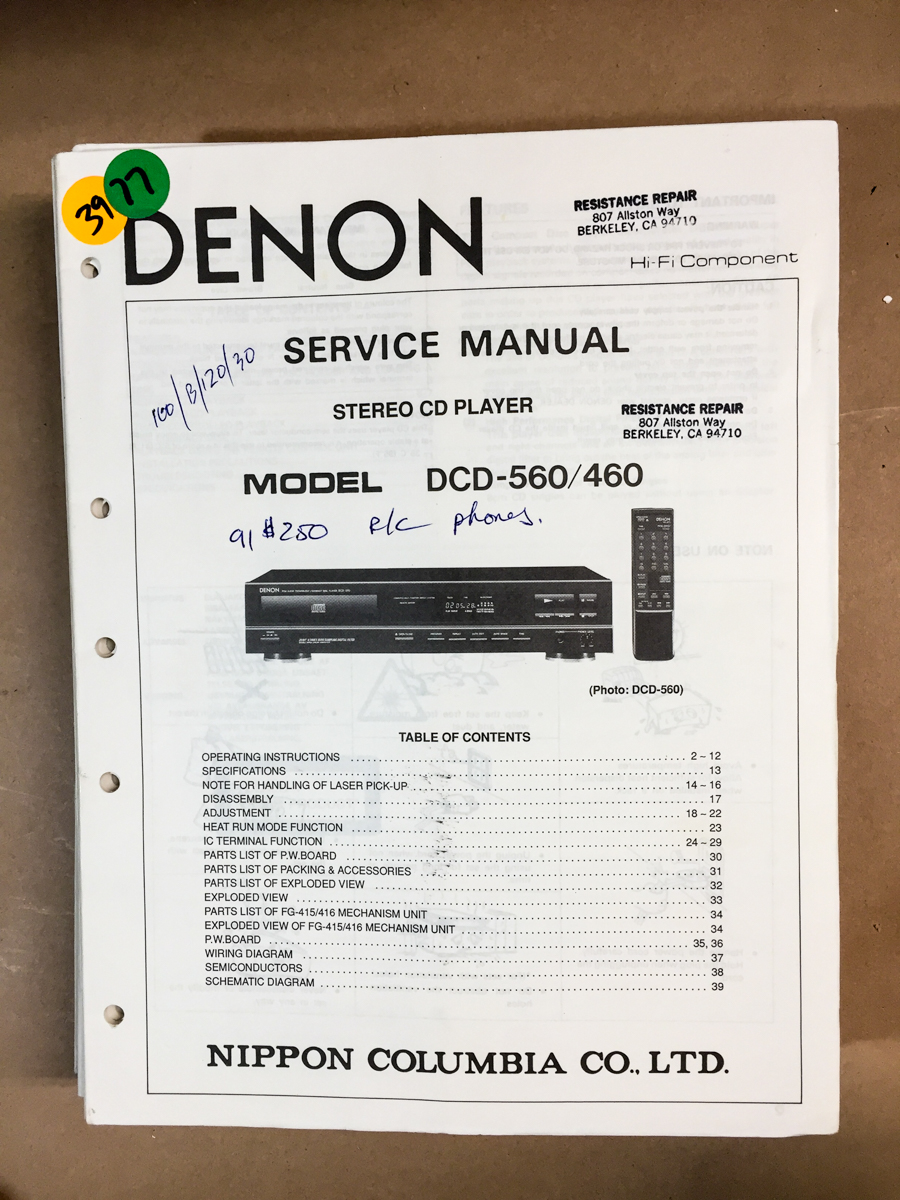 39
77
DENON
RESISTANCE REPAIR
807 Allston Way
BERKELEY, CA 94710
Hi-Fi Component
SERVICE MANUAL
100/B/120/30
STEREO CD PLAYER
RESISTANCE REPAIR
807 Allston Way
BERKELEY, CA 94710
MODEL DCD-560/460
91 $250 R/C phones.
DENON
DENON
(Photo: DCD-560)
TABLE OF CONTENTS
OPERATING INSTRUCTIONS 2 ~ 12
SPECIFICATIONS 13
NOTE FOR HANDLING OF LASER PICK-UP 14 ~ 16
DISASSEMBLY 17
ADJUSTMENT 18 ~ 22
HEAT RUN MODE FUNCTION 23
IC TERMINAL FUNCTION 24 ~ 29
PARTS LIST OF P.W.BOARD 30
PARTS LIST OF PACKING & ACCESSORIES 31
PARTS LIST OF EXPLODED VIEW 32
EXPLODED VIEW 33
PARTS LIST OF FG-415/416 MECHANISM UNIT 34
EXPLODED VIEW OF FG-415/416 MECHANISM UNIT 34
P.W.BOARD 35, 36
WIRING DIAGRAM 37
SEMICONDUCTORS 38
SCHEMATIC DIAGRAM 39
NIPPON COLUMBIA CO., LTD.